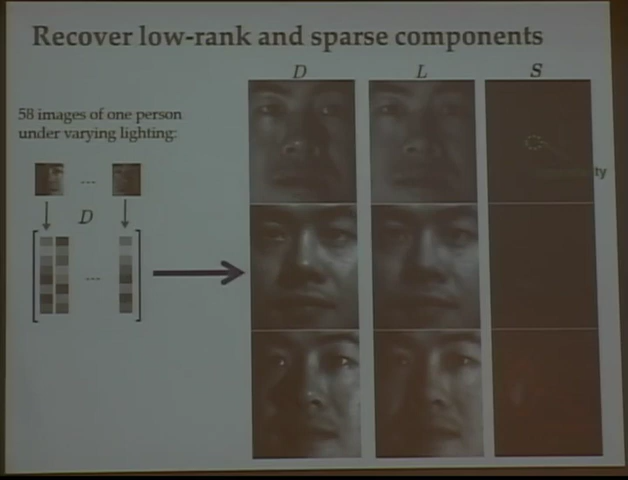 Recover low-rank and sparse components
D L S
58 images of one person
under varying lighting:
...
D
...
ty